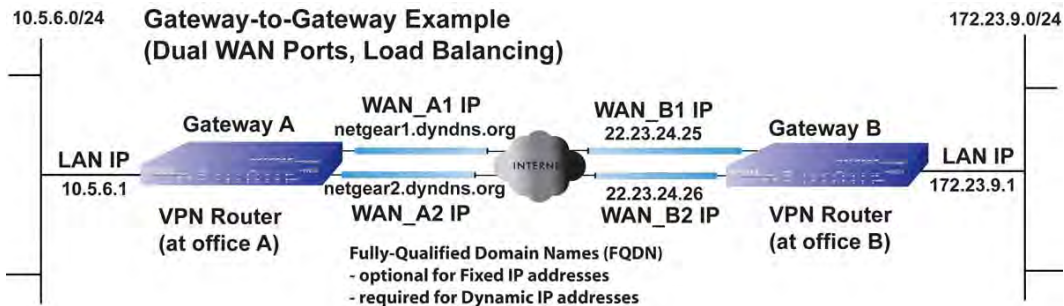 10.5.6.0/24
Gateway-to-Gateway Example
(Dual WAN Ports, Load Balancing)
172.23.9.0/24
WAN_A1 IP
netgear1.dyndns.org
WAN_B1 IP
22.23.24.25
Gateway A
Gateway B
LAN IP
10.5.6.1
INTERNE
LAN IP
172.23.9.1
netgear2.dyndns.org
WAN_A2 IP
22.23.24.26
WAN_B2 IP
VPN Router
(at office A)
VPN Router
(at office B)
Fully-Qualified Domain Names (FQDN)
- optional for Fixed IP addresses
- required for Dynamic IP addresses